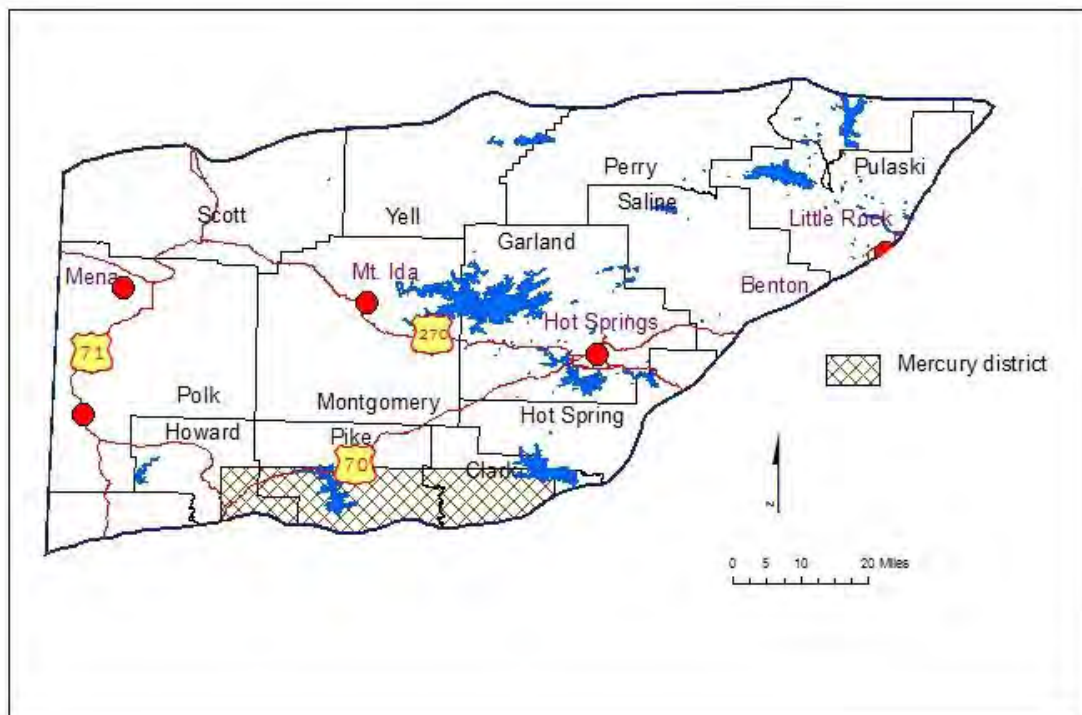 Perry
Pulaski
Saline
Scott
Yell
Little Rock
Garland
Mena
Mt. Ida
Benton
Hot Springs
270
71
Mercury district
Polk
Montgomery
Hot Spring
Howard
Pike
70
Clark
N
0 5 10 20 Miles